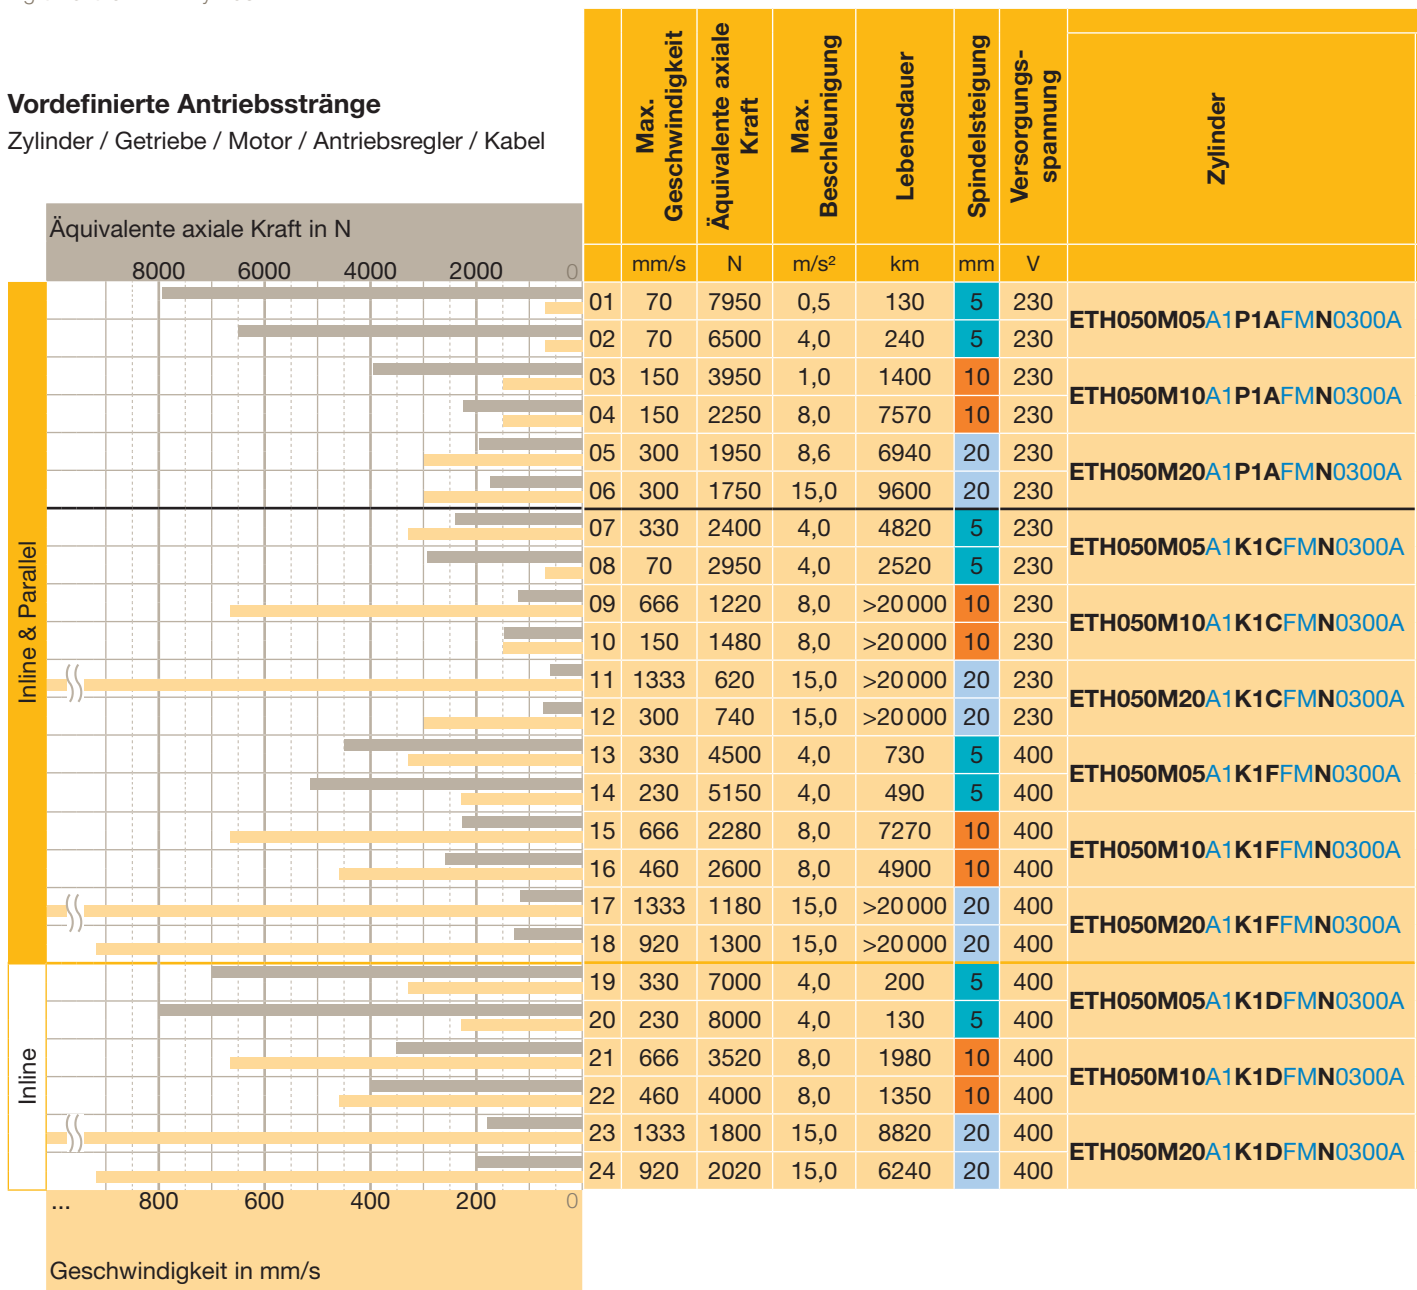 Vordefinierte Antriebsstränge
Zylinder / Getriebe / Motor / Antriebsregler / Kabel
Äquivalente axiale Kraft in N
8000 6000 4000 2000 0
Max. Geschwindigkeit
Äquivalente axiale Kraft
Max. Beschleunigung
Lebensdauer
Spindelsteigung
Versorgungs-
spannung
Zylinder
mm/s N m/s² km mm V
Inline & Parallel
01 70 7950 0,5 130 5 230
ETH050M05A1P1AFMN0300A
02 70 6500 4,0 240 5 230
03 150 3950 1,0 1400 10 230
ETH050M10A1P1AFMN0300A
04 150 2250 8,0 7570 10 230
05 300 1950 8,6 6940 20 230
ETH050M20A1P1AFMN0300A
06 300 1750 15,0 9600 20 230
07 330 2400 4,0 4820 5 230
ETH050M05A1K1CFMN0300A
08 70 2950 4,0 2520 5 230
09 666 1220 8,0 >20 000 10 230
ETH050M10A1K1CFMN0300A
10 150 1480 8,0 >20 000 10 230
11 1333 620 15,0 >20 000 20 230
ETH050M20A1K1CFMN0300A
12 300 740 15,0 >20 000 20 230
13 330 4500 4,0 730 5 400
ETH050M05A1K1FFMN0300A
14 230 5150 4,0 490 5 400
15 666 2280 8,0 7270 10 400
ETH050M10A1K1FFMN0300A
16 460 2600 8,0 4900 10 400
17 1333 1180 15,0 >20 000 20 400
ETH050M20A1K1FFMN0300A
18 920 1300 15,0 >20 000 20 400
Inline
19 330 7000 4,0 200 5 400
ETH050M05A1K1DFMN0300A
20 230 8000 4,0 130 5 400
21 666 3520 8,0 1980 10 400
ETH050M10A1K1DFMN0300A
22 460 4000 8,0 1350 10 400
23 1333 1800 15,0 8820 20 400
ETH050M20A1K1DFMN0300A
24 920 2020 15,0 6240 20 400
... 800 600 400 200 0
Geschwindigkeit in mm/s